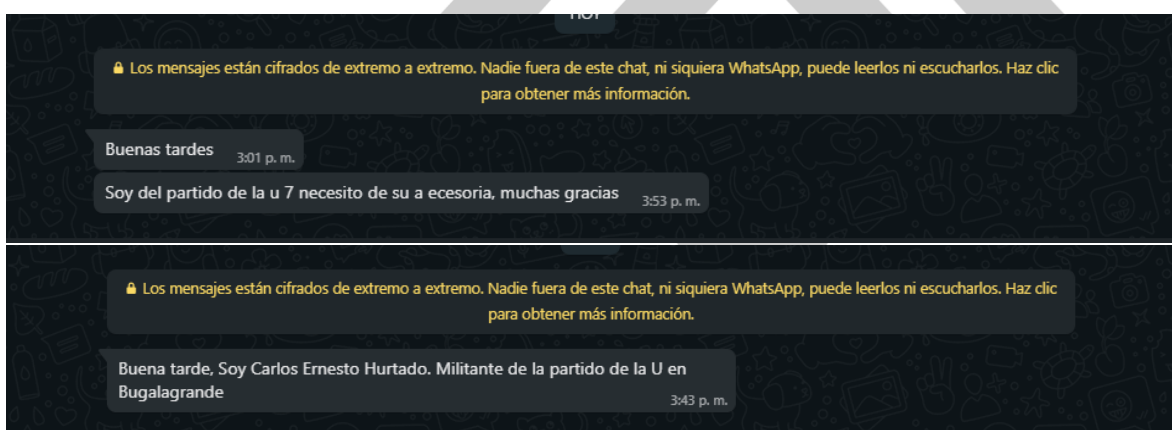 HOY
🔒 Los mensajes están cifrados de extremo a extremo. Nadie fuera de este chat, ni siquiera WhatsApp, puede leerlos ni escucharlos. Haz clic
para obtener más información.
Buenas tardes 3:01 p. m.
Soy del partido de la u 7 necesito de su a ecesoria, muchas gracias 3:53 p. m.
🔒 Los mensajes están cifrados de extremo a extremo. Nadie fuera de este chat, ni siquiera WhatsApp, puede leerlos ni escucharlos. Haz clic
para obtener más información.
Buena tarde, Soy Carlos Ernesto Hurtado. Militante de la partido de la U en
Bugalagrande 3:43 p. m.